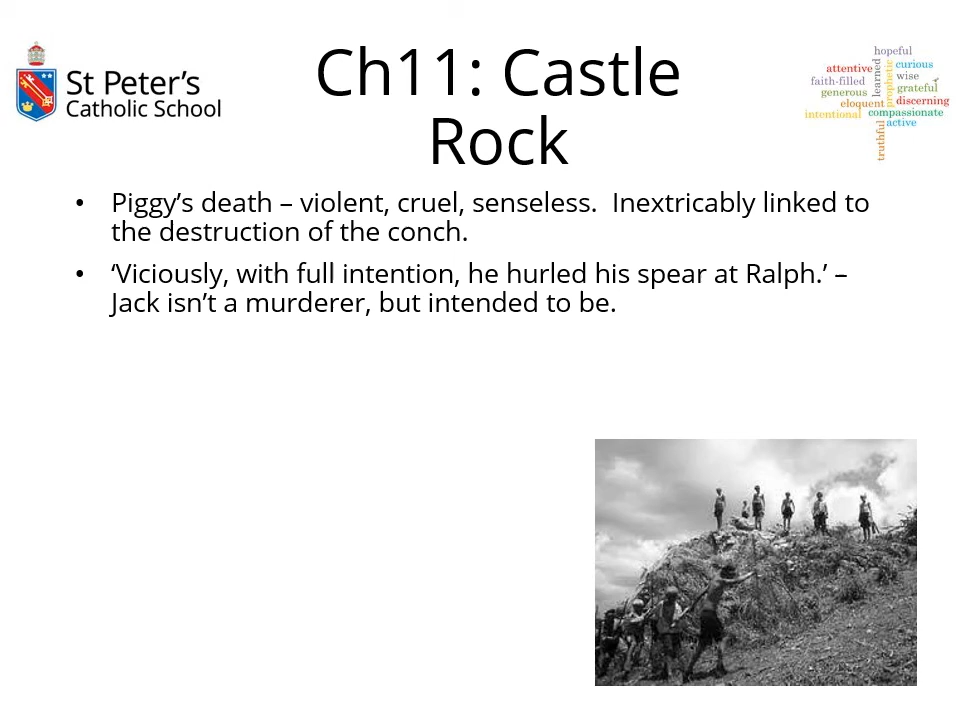 St Peter’s
Catholic School
Ch11: Castle
Rock
hopeful
attentive
learned
prophetic
curious
faith-filled
wise
generous
grateful
eloquent
discerning
intentional
compassionate
truthful
active
• Piggy’s death – violent, cruel, senseless.  Inextricably linked to
the destruction of the conch.
• ‘Viciously, with full intention, he hurled his spear at Ralph.’ –
Jack isn’t a murderer, but intended to be.